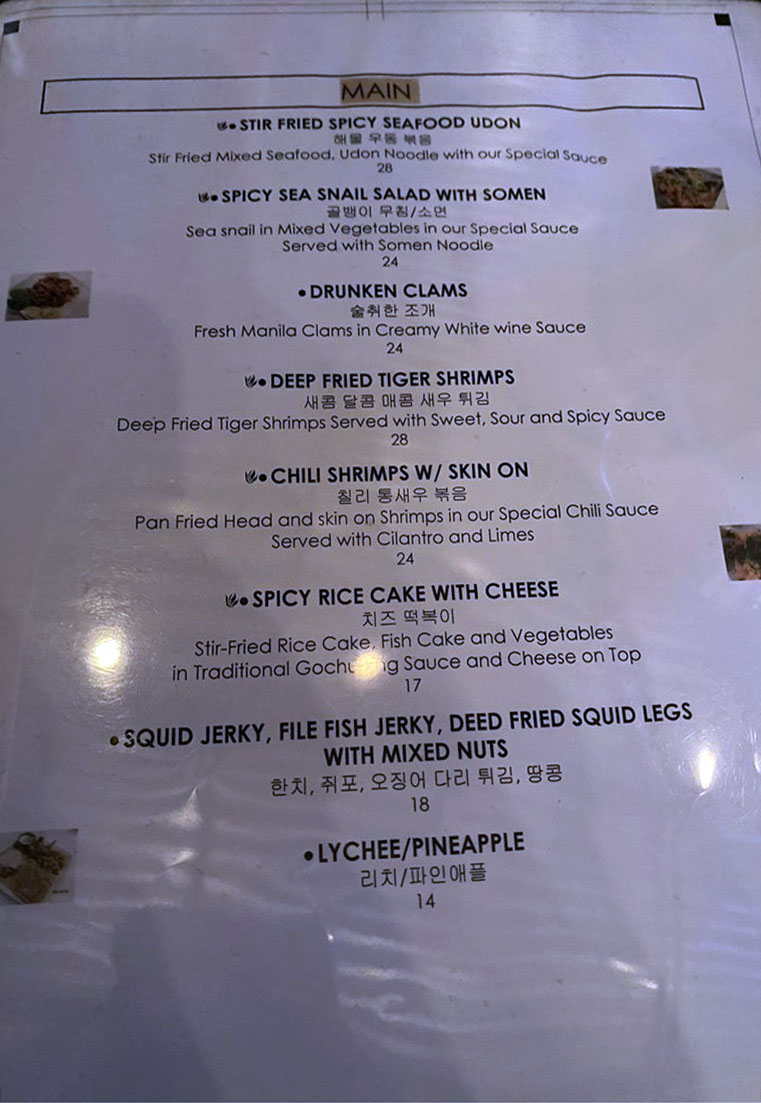 MAIN
STIR FRIED SPICY SEAFOOD UDON
해물 우동 볶음
Stir Fried Mixed Seafood, Udon Noodle with our Special Sauce
28
SPICY SEA SNAIL SALAD WITH SOMEN
골뱅이 무침/소면
Sea snail in Mixed Vegetables in our Special Sauce
Served with Somen Noodle
24
DRUNKEN CLAMS
술취한 조개
Fresh Manila Clams in Creamy White wine Sauce
24
DEEP FRIED TIGER SHRIMPS
새콤 달콤 매콤 새우 튀김
Deep Fried Tiger Shrimps Served with Sweet, Sour and Spicy Sauce
28
CHILI SHRIMPS W/ SKIN ON
칠리 통새우 볶음
Pan Fried Head and skin on Shrimps in our Special Chili Sauce
Served with Cilantro and Limes
24
SPICY RICE CAKE WITH CHEESE
치즈 떡복이
Stir-Fried Rice Cake, Fish Cake and Vegetables
in Traditional Sauce and Cheese on Top
17
SQUID JERKY, FILE FISH JERKY, DEED FRIED SQUID LEGS
WITH MIXED NUTS
한치, 쥐포, 오징어 다리 튀김, 땅콩
18
LYCHEE/PINEAPPLE
리치/파인애플
14